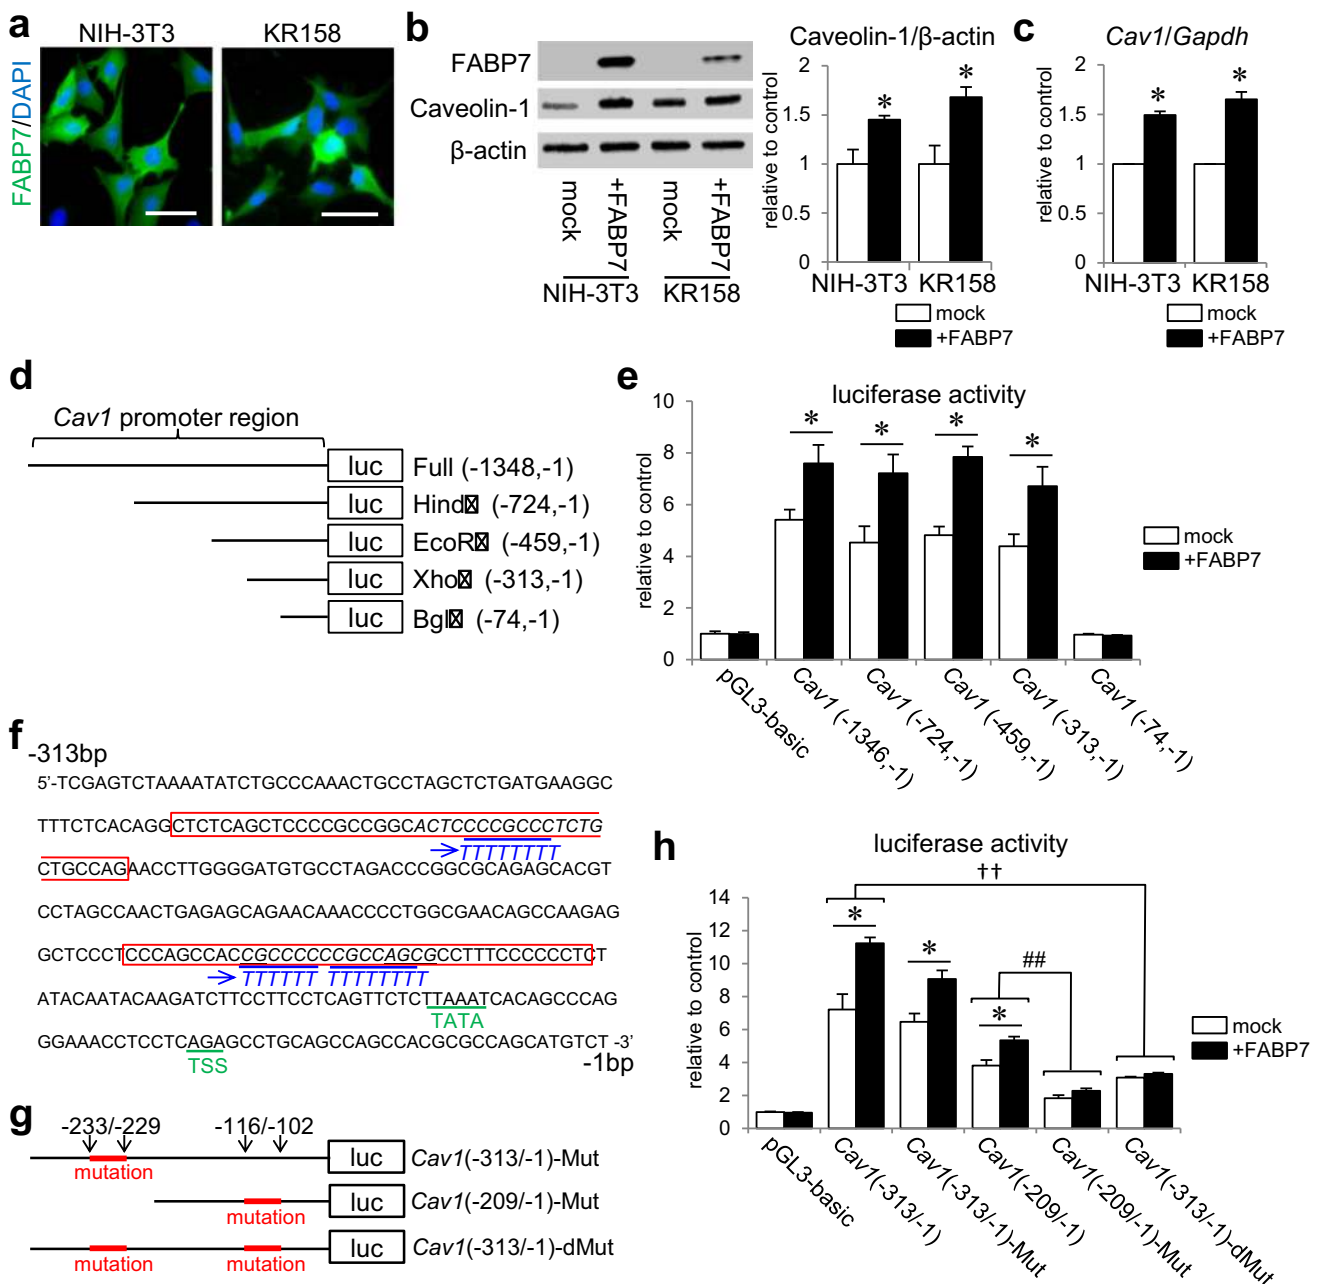 a
NIH-3T3
KR158
FABP7/DAPI
b
FABP7
Caveolin-1
β-actin
mock
+FABP7
mock
+FABP7
NIH-3T3
KR158
Caveolin-1/β-actin
relative to control
2
1.5
1
0.5
0
*
*
NIH-3T3
KR158
mock
+FABP7
c
Cav1/Gapdh
relative to control
2
1.5
1
0.5
0
*
*
NIH-3T3
KR158
mock
+FABP7
d
Cav1 promoter region
luc Full (-1348,-1)
luc Hind (-724,-1)
luc EcoR (-459,-1)
luc Xho (-313,-1)
luc Bgl (-74,-1)
e
luciferase activity
relative to control
10
8
6
4
2
0
*
*
*
*
mock
+FABP7
pGL3-basic
Cav1 (-1346,-1)
Cav1 (-724,-1)
Cav1 (-459,-1)
Cav1 (-313,-1)
Cav1 (-74,-1)
f
-313bp
5'-TCGAGTCTAAAATATCTGCCCAAACTGCCTAGCTCTGATGAAGGC
TTTCTCACAGGCTCTCAGCTCCCCGCCGGCACTCCCCGCCCTCTG
TTTTTTTT
CTGCCAGAACCTTGGGGATGTGCCTAGACCCGGCGCAGAGCACGT
CCTAGCCAACTGAGAGCAGAACAAACCCCTGGCGAACAGCCAAGAG
GCTCCCTCCCAGCCACCGCCCCCCGCCAGCGCCTTTCCCCCCTCT
TTTTTT TTTTTTTT
ATACAATACAAGATCTTCCTTCCTCAGTTCTCTTAAATCACAGCCCAG
TATA
GGAAACCTCCTCAGAGCCTGCAGCCAGCCACGCGCCAGCATGTCT -3'
TSS
-1bp
g
-233/-229
-116/-102
luc Cav1(-313/-1)-Mut
mutation
luc Cav1(-209/-1)-Mut
mutation
luc Cav1(-313/-1)-dMut
mutation
mutation
h
luciferase activity
relative to control
14
12
10
8
6
4
2
0
††
*
*
##
*
mock
+FABP7
pGL3-basic
Cav1(-313/-1)
Cav1(-313/-1)-Mut
Cav1(-209/-1)
Cav1(-209/-1)-Mut
Cav1(-313/-1)-dMut